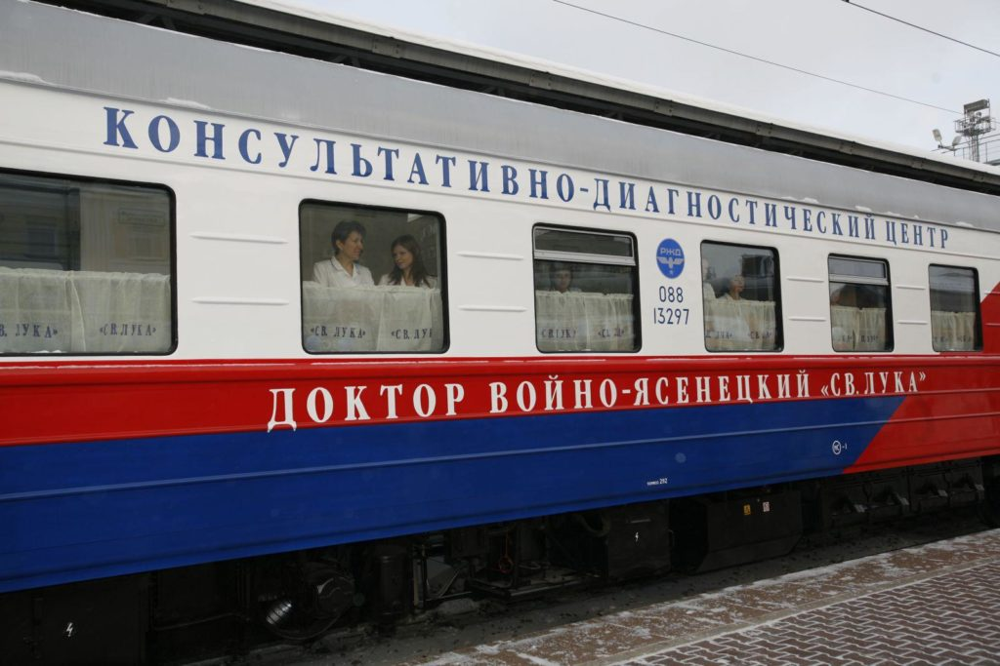 КОНСУЛЬТАТИВНО-ДИАГНОСТИЧЕСКИЙ ЦЕНТР
РЖД
088
13297
«СВ. ЛУКА»
«СВ. ЛУКА»
«СВ. ЛУКА»
ДОКТОР ВОЙНО-ЯСЕНЕЦКИЙ «СВ. ЛУКА»